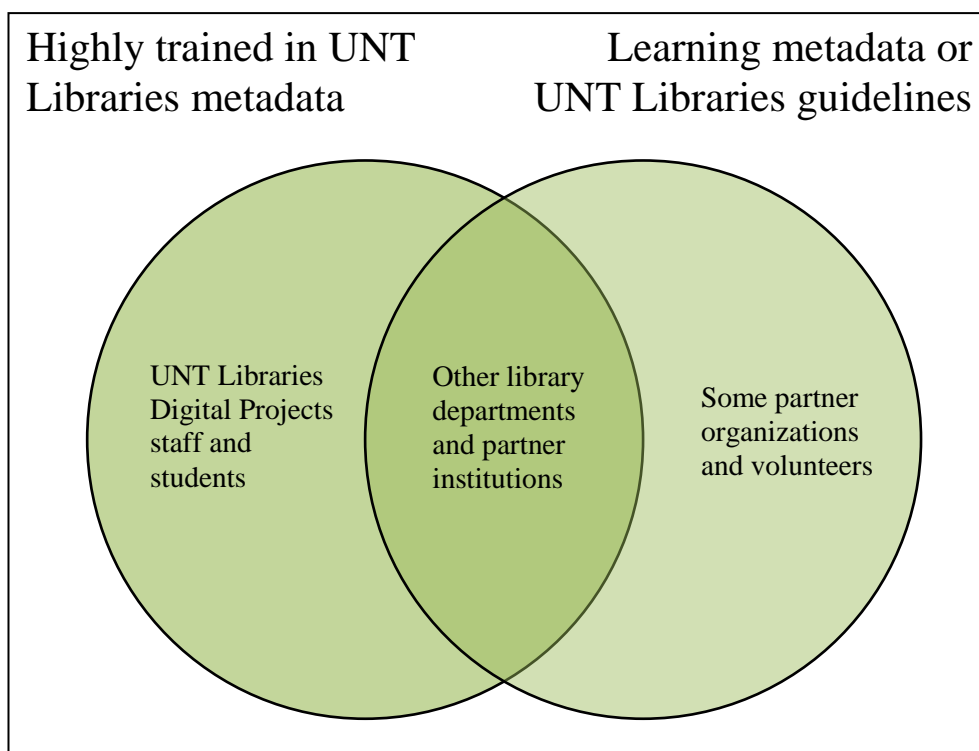 Highly trained in UNT
Libraries metadata
Learning metadata or
UNT Libraries guidelines
UNT Libraries
Digital Projects
staff and
students
Other library
departments
and partner
institutions
Some partner
organizations
and volunteers